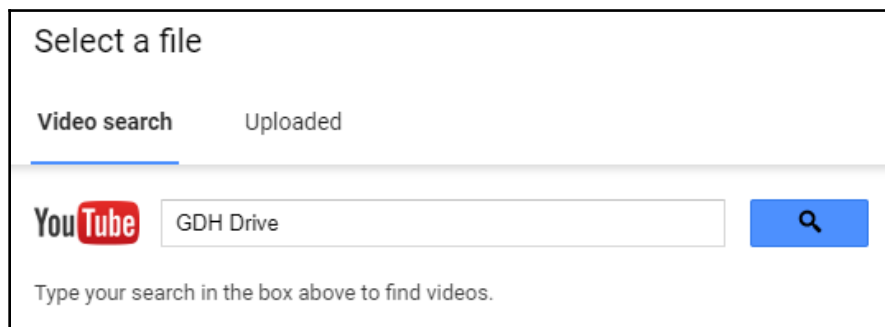 Select a file
Video search Uploaded
YouTube GDH Drive
Type your search in the box above to find videos.